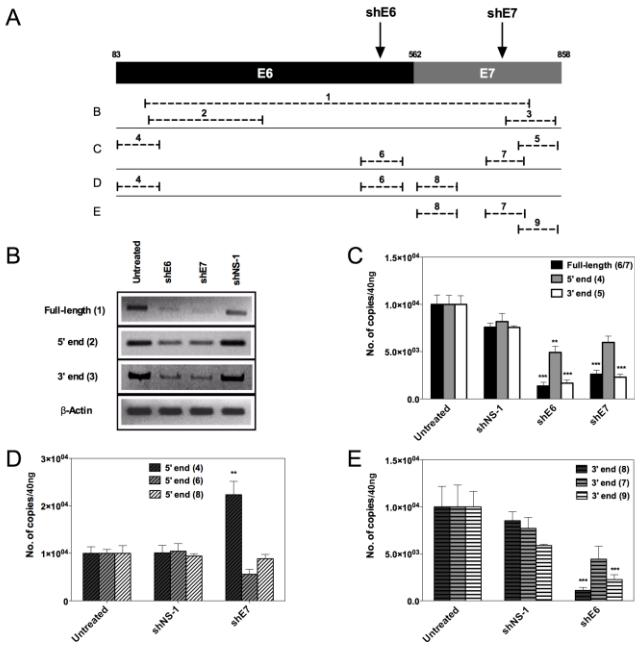 A
shE6 shE7
83 562 858
E6 E7
B 1
2 3
C 4 5
6 7
D 4 6 8
E 8 7
9
B
Untreated shE6 shE7 shNS-1
Full-length (1)
5' end (2)
3' end (3)
β-Actin
C
No. of copies/40ng
1.5×10⁰⁴
1.0×10⁰⁴
5.0×10⁰³
0
Full-length (6/7)
5' end (4)
3' end (5)
*** ** ***
*** ***
Untreated shNS-1 shE6 shE7
D
No. of copies/40ng
3×10⁰⁴
2×10⁰⁴
1×10⁰⁴
0
5' end (4)
5' end (6)
5' end (8)
**
Untreated shNS-1 shE7
E
No. of copies/40ng
1.5×10⁰⁴
1.0×10⁰⁴
5.0×10⁰³
0
3' end (8)
3' end (7)
3' end (9)
*** ***
Untreated shNS-1 shE6